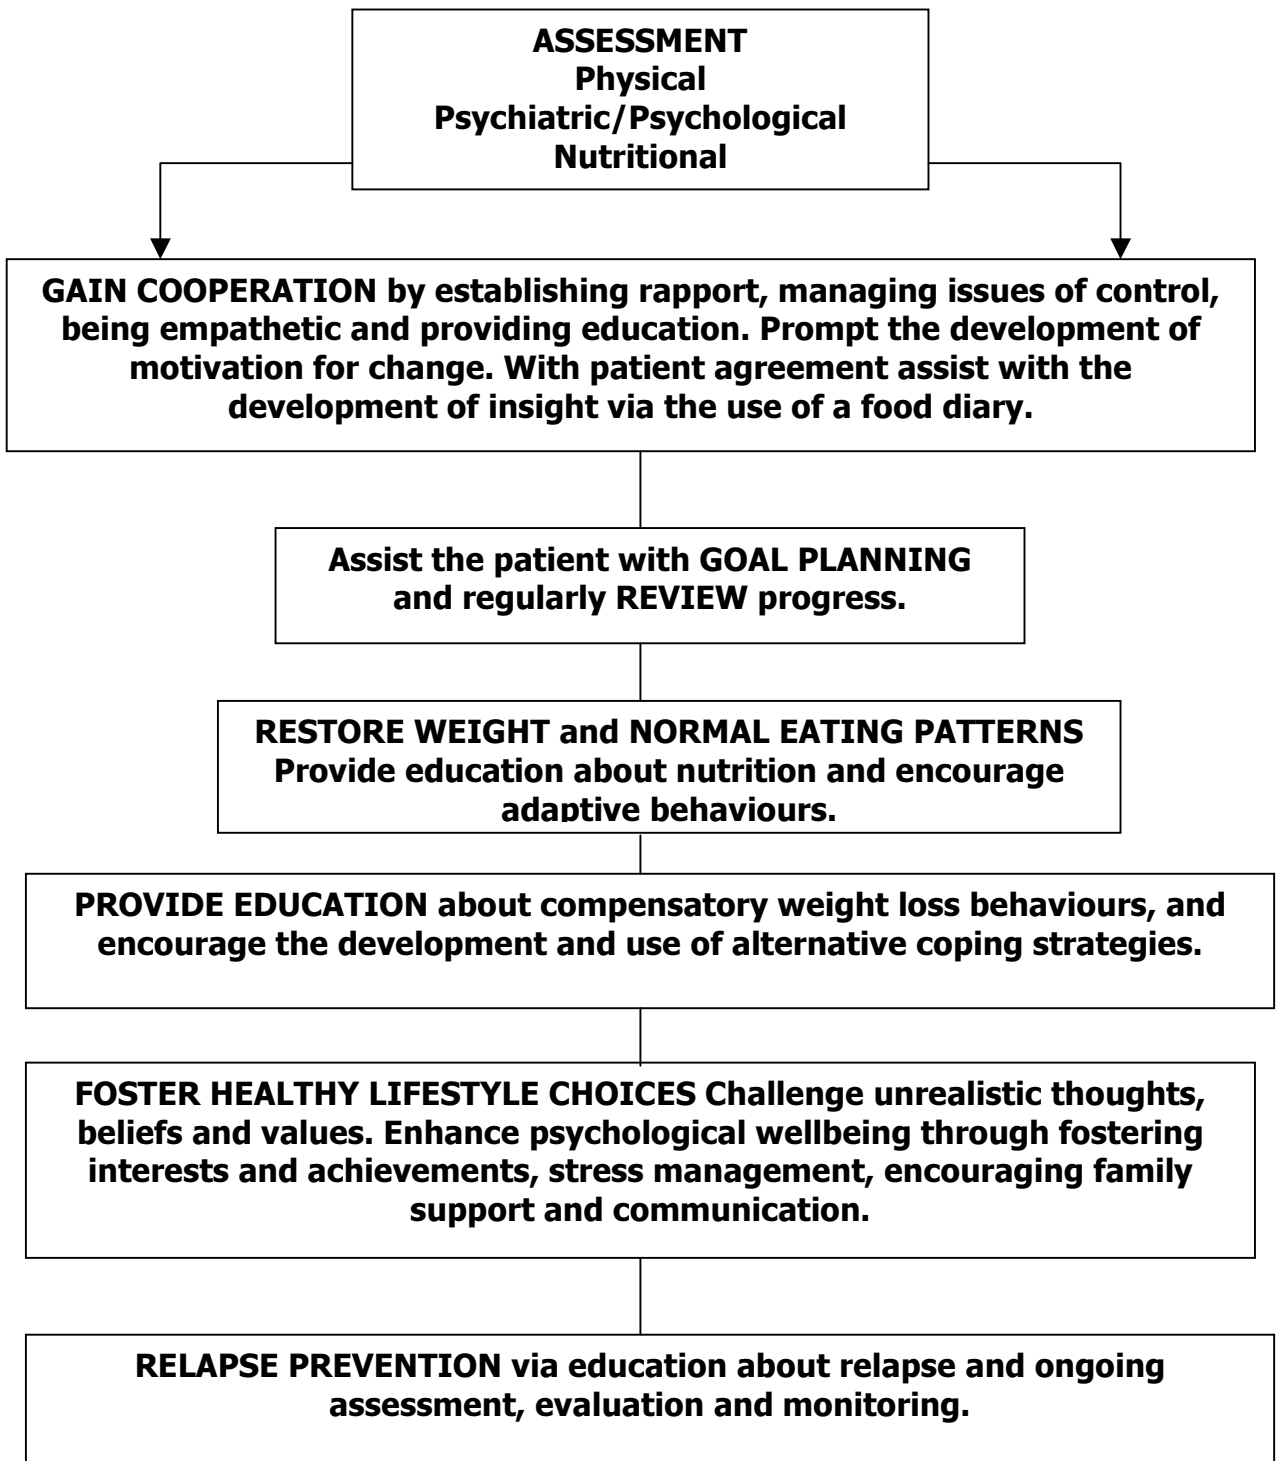 ASSESSMENT
Physical
Psychiatric/Psychological
Nutritional
GAIN COOPERATION by establishing rapport, managing issues of control,
being empathetic and providing education. Prompt the development of
motivation for change. With patient agreement assist with the
development of insight via the use of a food diary.
Assist the patient with GOAL PLANNING
and regularly REVIEW progress.
RESTORE WEIGHT and NORMAL EATING PATTERNS
Provide education about nutrition and encourage
adaptive behaviours.
PROVIDE EDUCATION about compensatory weight loss behaviours, and
encourage the development and use of alternative coping strategies.
FOSTER HEALTHY LIFESTYLE CHOICES Challenge unrealistic thoughts,
beliefs and values. Enhance psychological wellbeing through fostering
interests and achievements, stress management, encouraging family
support and communication.
RELAPSE PREVENTION via education about relapse and ongoing
assessment, evaluation and monitoring.